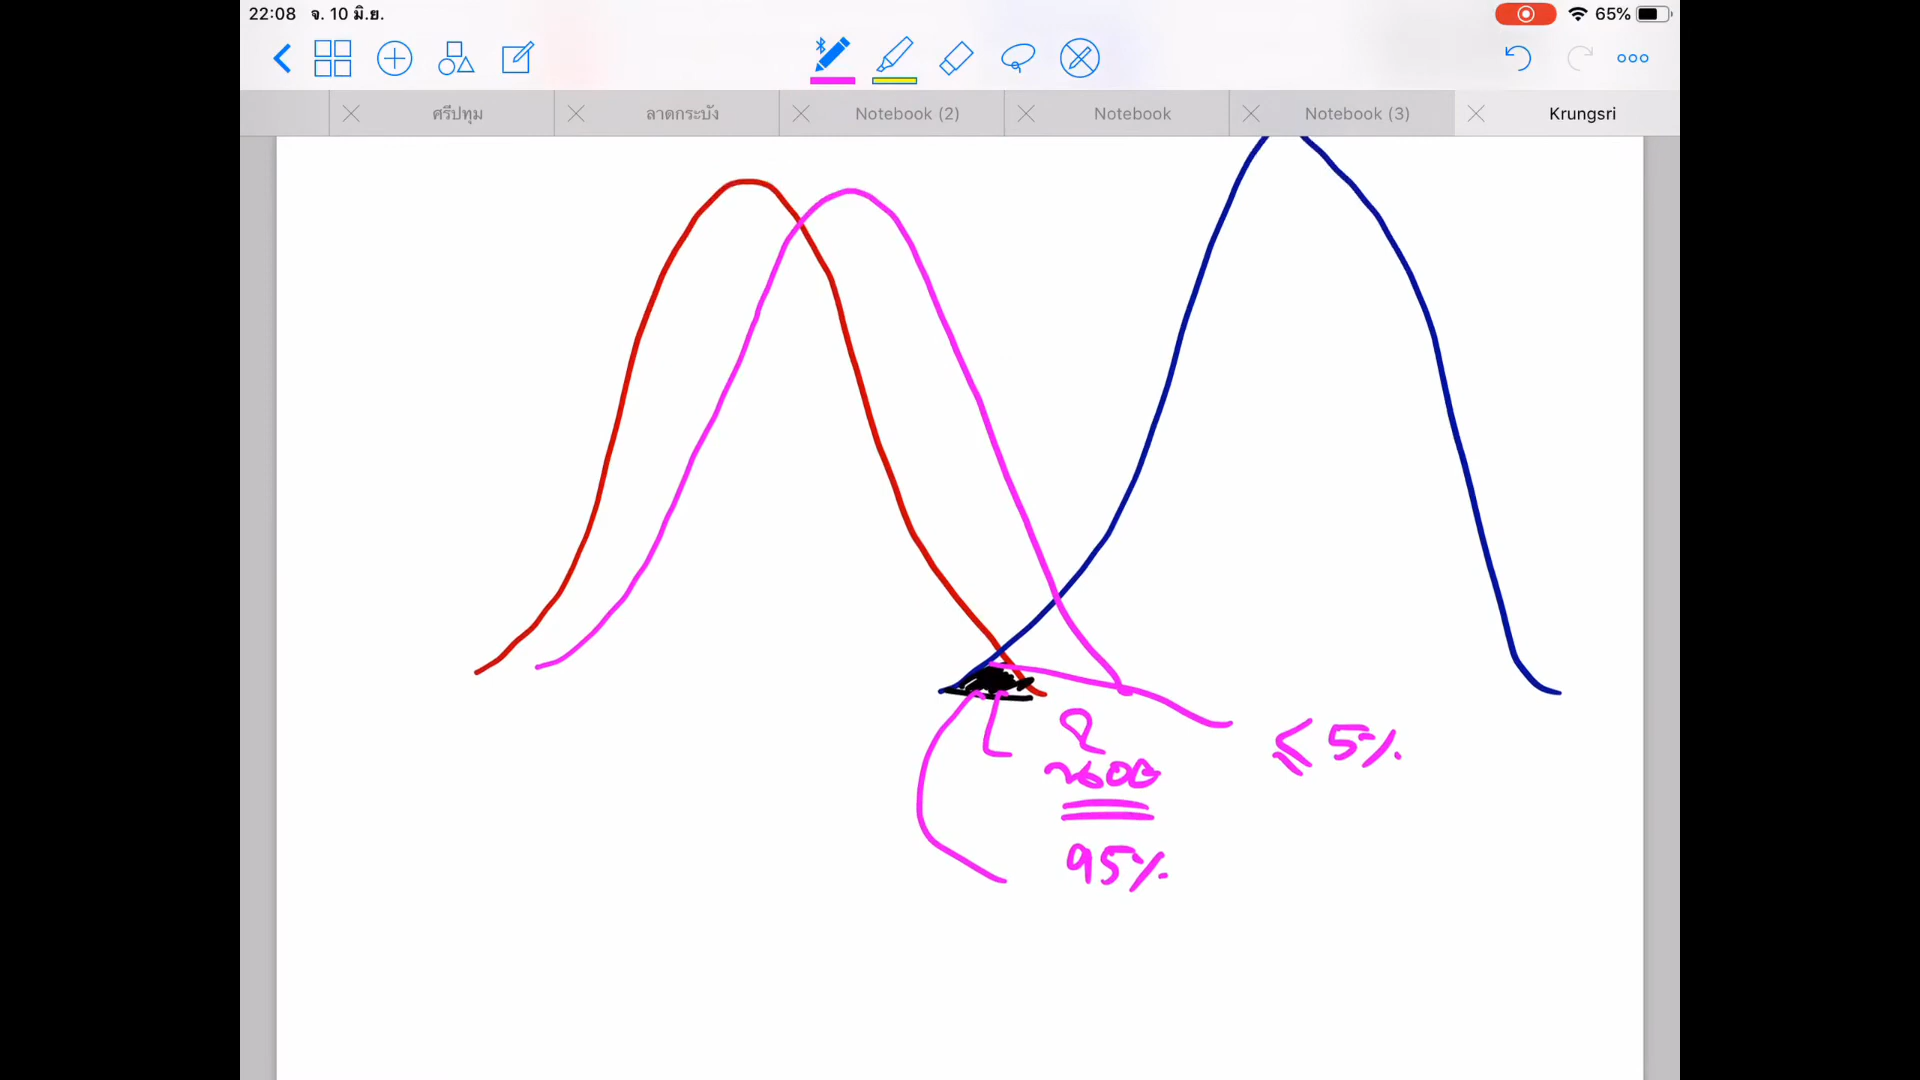 22:08 จ. 10 มิ.ย. 65%
ศรีปทุม ลาดกระบัง Notebook (2) Notebook Notebook (3) Krungsri
≤ 5%
95%